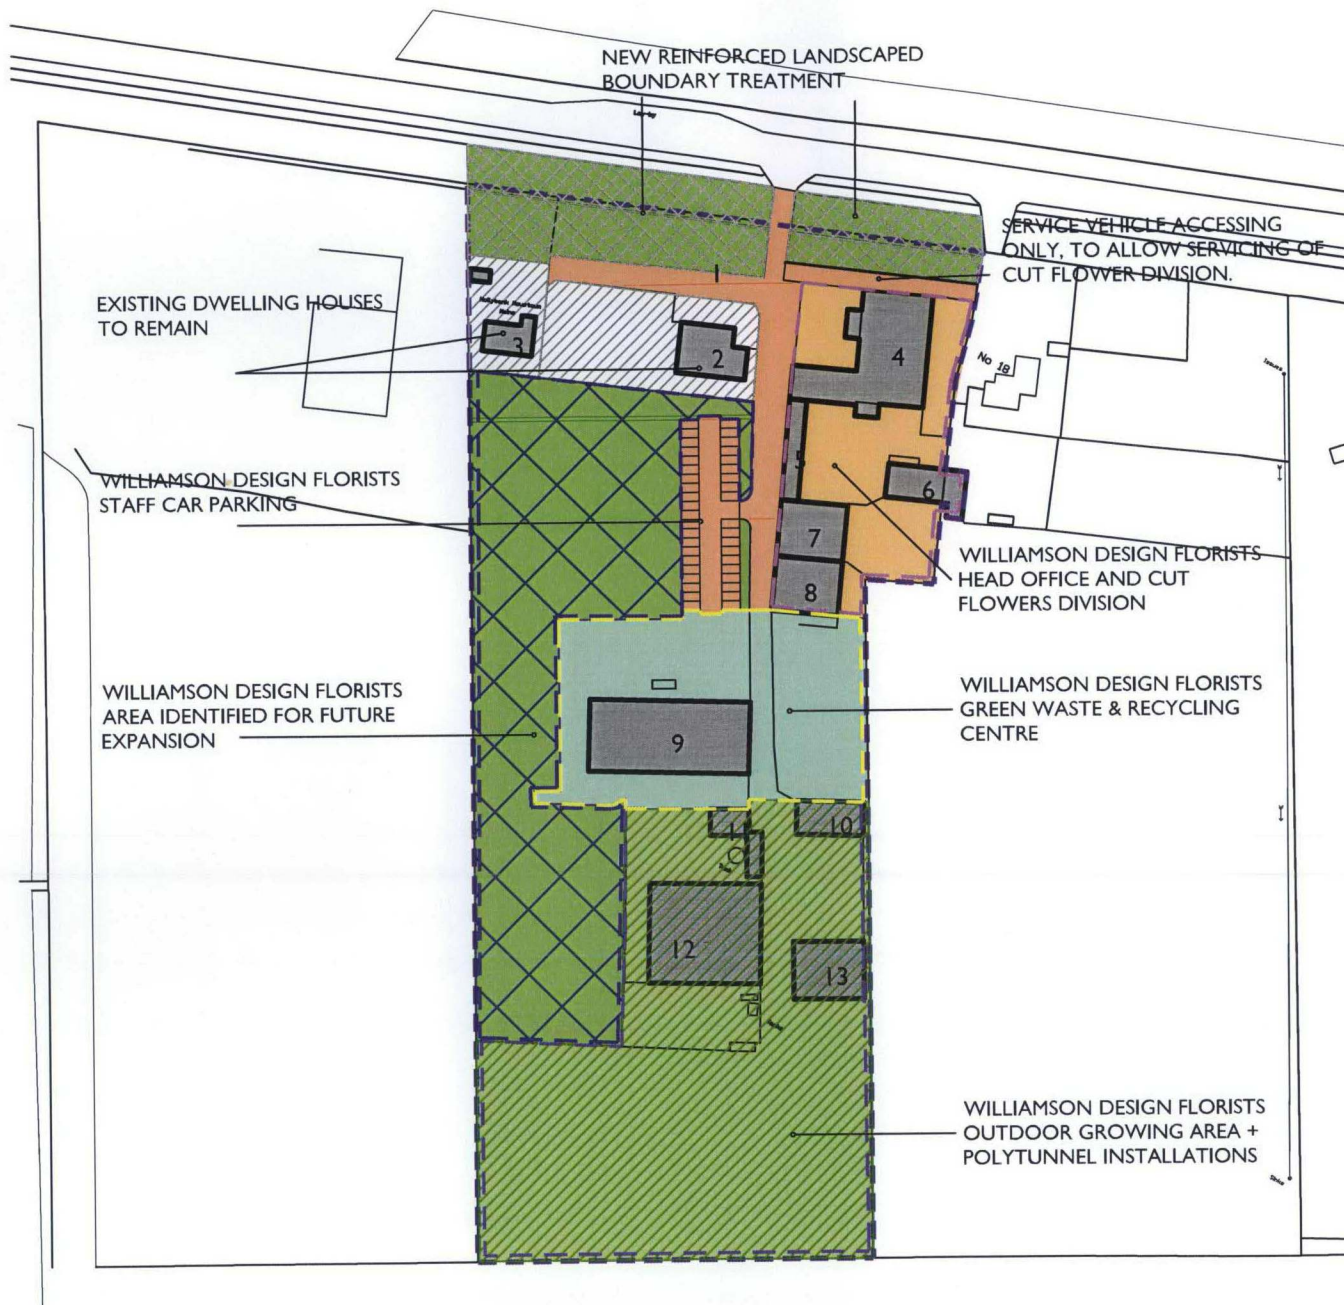 NEW REINFORCED LANDSCAPED
BOUNDARY TREATMENT
Lay-by
SERVICE VEHICLE ACCESSING
ONLY, TO ALLOW SERVICING OF
CUT FLOWER DIVISION.
EXISTING DWELLING HOUSES
TO REMAIN
1
2
3
4
No 18
WILLIAMSON DESIGN FLORISTS
STAFF CAR PARKING
5
6
7
8
WILLIAMSON DESIGN FLORISTS
HEAD OFFICE AND CUT
FLOWERS DIVISION
WILLIAMSON DESIGN FLORISTS
AREA IDENTIFIED FOR FUTURE
EXPANSION
WILLIAMSON DESIGN FLORISTS
GREEN WASTE & RECYCLING
CENTRE
9
11
10
12
13
WILLIAMSON DESIGN FLORISTS
OUTDOOR GROWING AREA +
POLYTUNNEL INSTALLATIONS